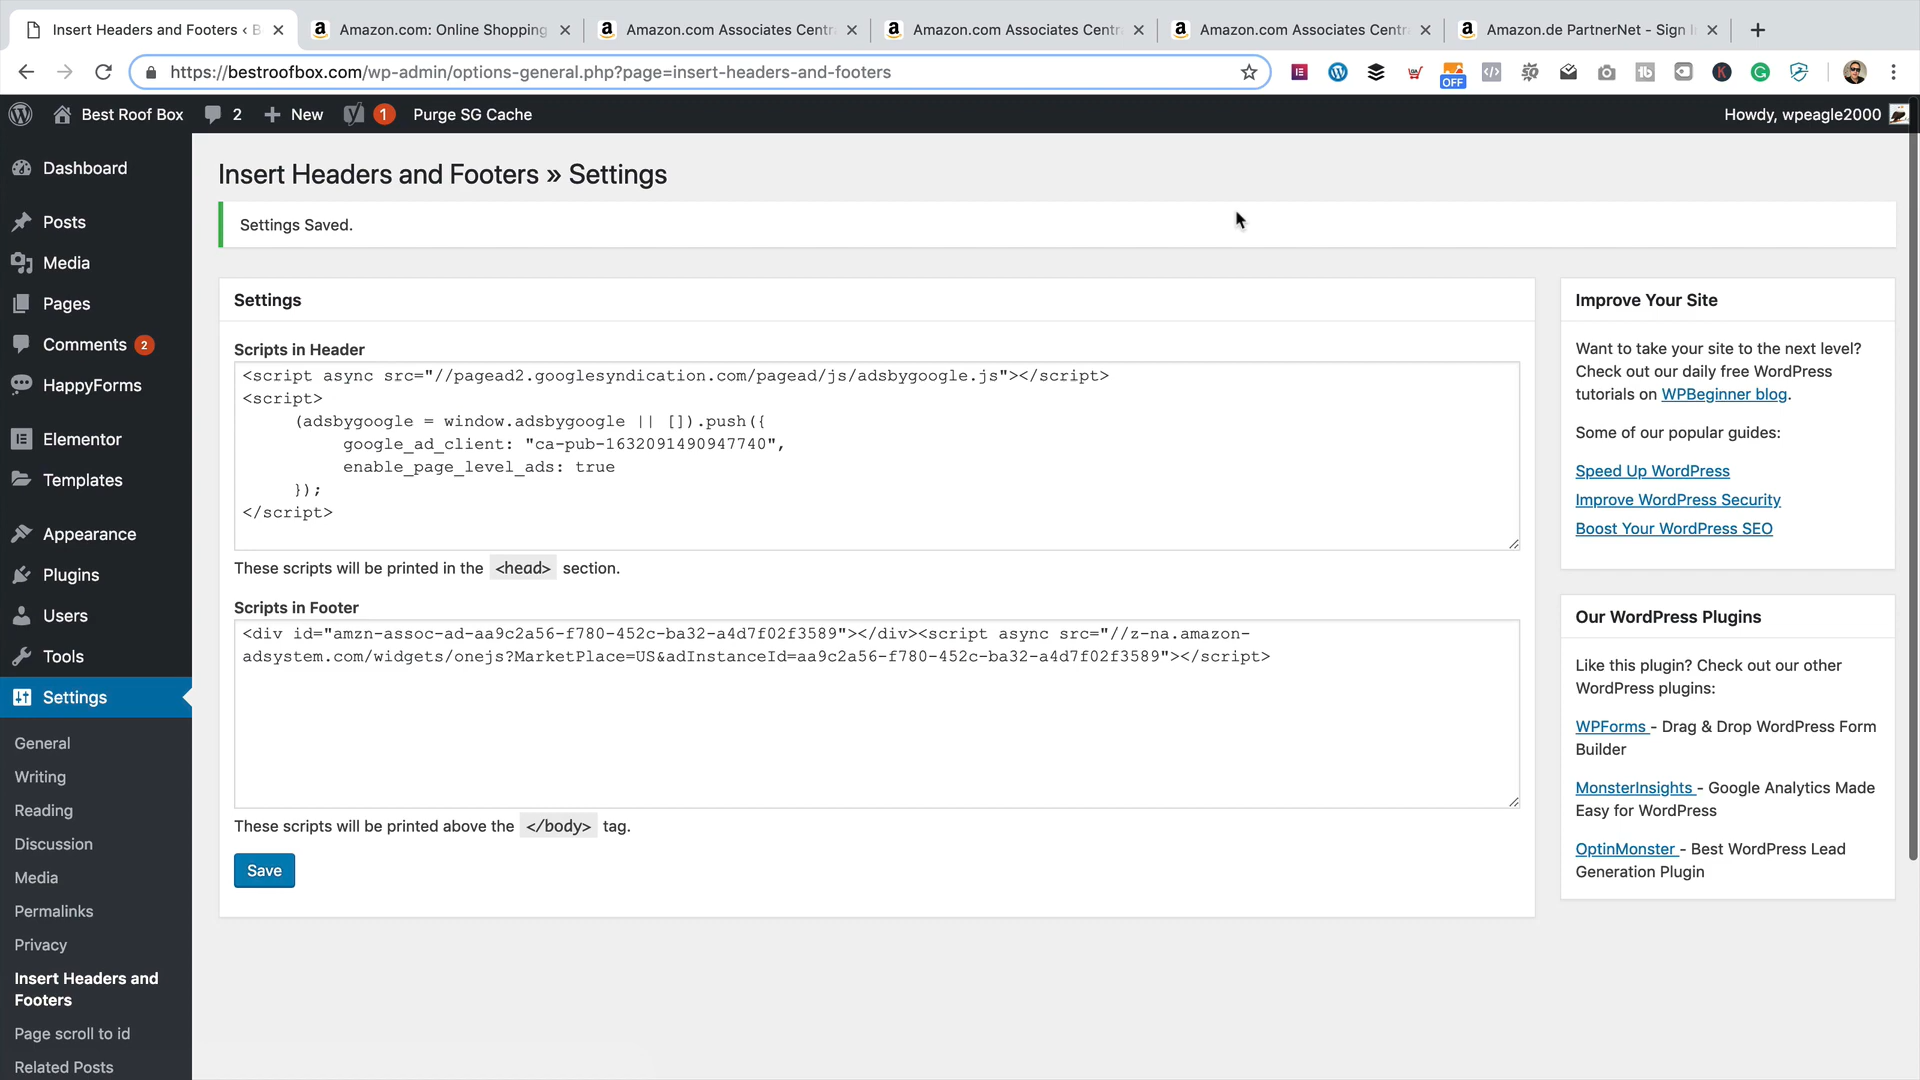 Insert Headers and Footers ‹ B
Amazon.com: Online Shopping
Amazon.com Associates Centr
Amazon.com Associates Centr
Amazon.com Associates Centr
Amazon.de PartnerNet - Sign I
https://bestroofbox.com/wp-admin/options-general.php?page=insert-headers-and-footers
OFF
Best Roof Box
2
New
1
Purge SG Cache
Howdy, wpeagle2000
Dashboard
Posts
Media
Pages
Comments 2
HappyForms
Elementor
Templates
Appearance
Plugins
Users
Tools
Settings
General
Writing
Reading
Discussion
Media
Permalinks
Privacy
Insert Headers and
Footers
Page scroll to id
Related Posts
Insert Headers and Footers » Settings
Settings Saved.
Settings
Scripts in Header
<script async src="//pagead2.googlesyndication.com/pagead/js/adsbygoogle.js"></script>
<script>
(adsbygoogle = window.adsbygoogle || []).push({
google_ad_client: "ca-pub-1632091490947740",
enable_page_level_ads: true
});
</script>
These scripts will be printed in the <head> section.
Scripts in Footer
<div id="amzn-assoc-ad-aa9c2a56-f780-452c-ba32-a4d7f02f3589"></div><script async src="//z-na.amazon-
adsystem.com/widgets/onejs?MarketPlace=US&adInstanceId=aa9c2a56-f780-452c-ba32-a4d7f02f3589"></script>
These scripts will be printed above the </body> tag.
Save
Improve Your Site
Want to take your site to the next level?
Check out our daily free WordPress
tutorials on WPBeginner blog.
Some of our popular guides:
Speed Up WordPress
Improve WordPress Security
Boost Your WordPress SEO
Our WordPress Plugins
Like this plugin? Check out our other
WordPress plugins:
WPForms - Drag & Drop WordPress Form
Builder
MonsterInsights - Google Analytics Made
Easy for WordPress
OptinMonster - Best WordPress Lead
Generation Plugin